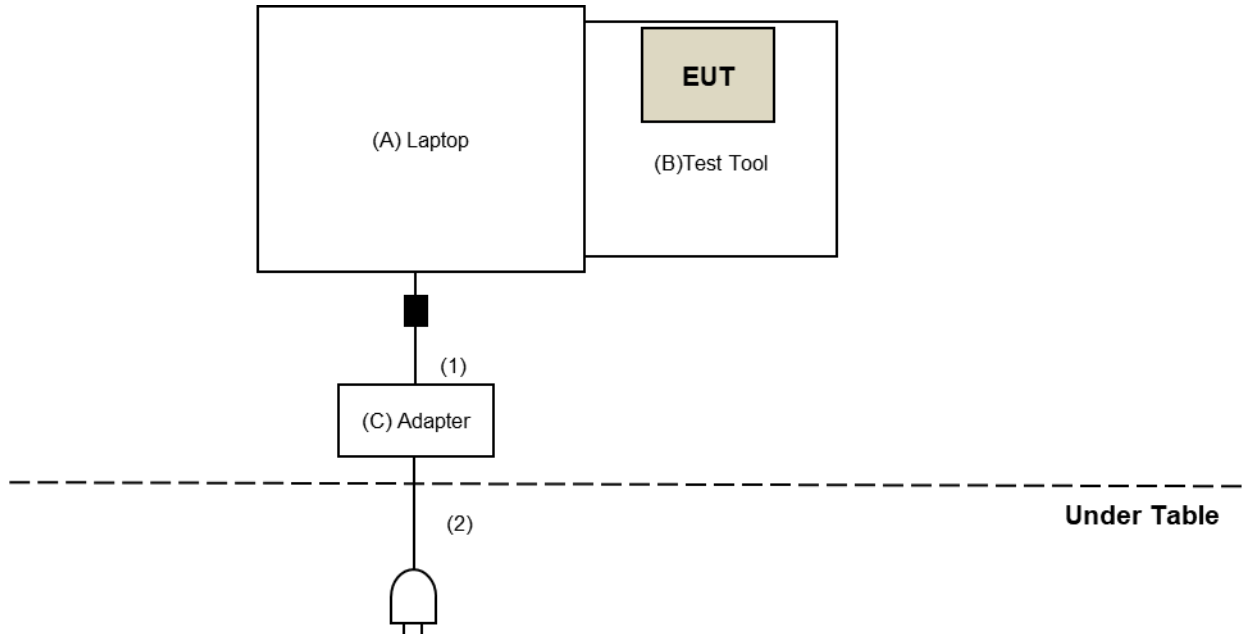 EUT
(A) Laptop
(B)Test Tool
(1)
(C) Adapter
Under Table
(2)